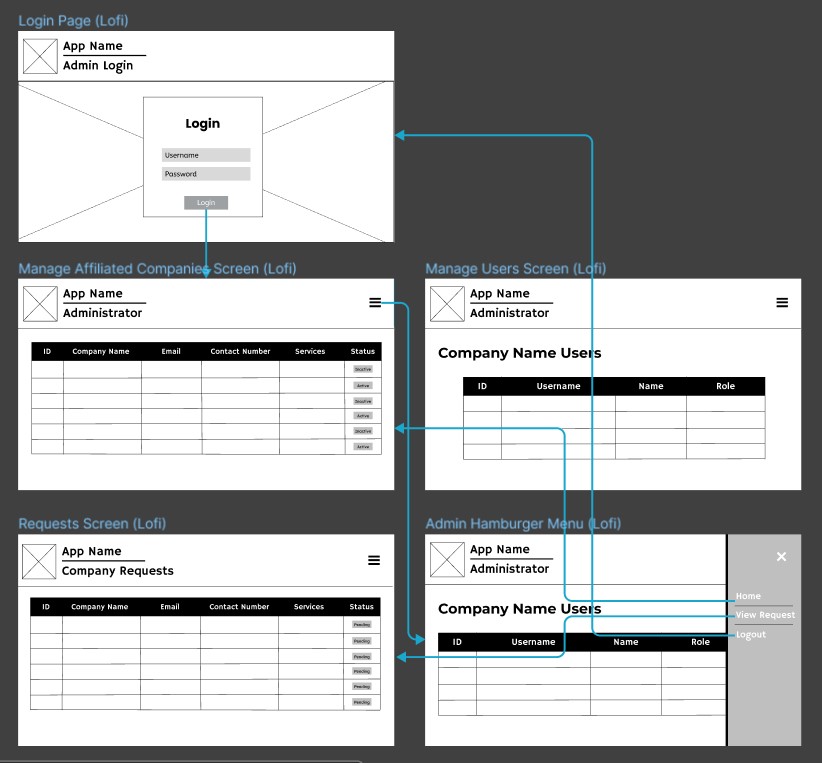 Login Page (Lofi)
App Name
Admin Login
Login
Username
Password
Login
Manage Affiliated Companies Screen (Lofi)
App Name
Administrator
ID Company Name Email Contact Number Services Status
Inactive
Active
Inactive
Active
Inactive
Active
Manage Users Screen (Lofi)
App Name
Administrator
Company Name Users
ID Username Name Role
Requests Screen (Lofi)
App Name
Company Requests
ID Company Name Email Contact Number Services Status
Pending
Pending
Pending
Pending
Pending
Pending
Admin Hamburger Menu (Lofi)
App Name
Administrator
Company Name Users
ID Username Name Role
Home
View Request
Logout